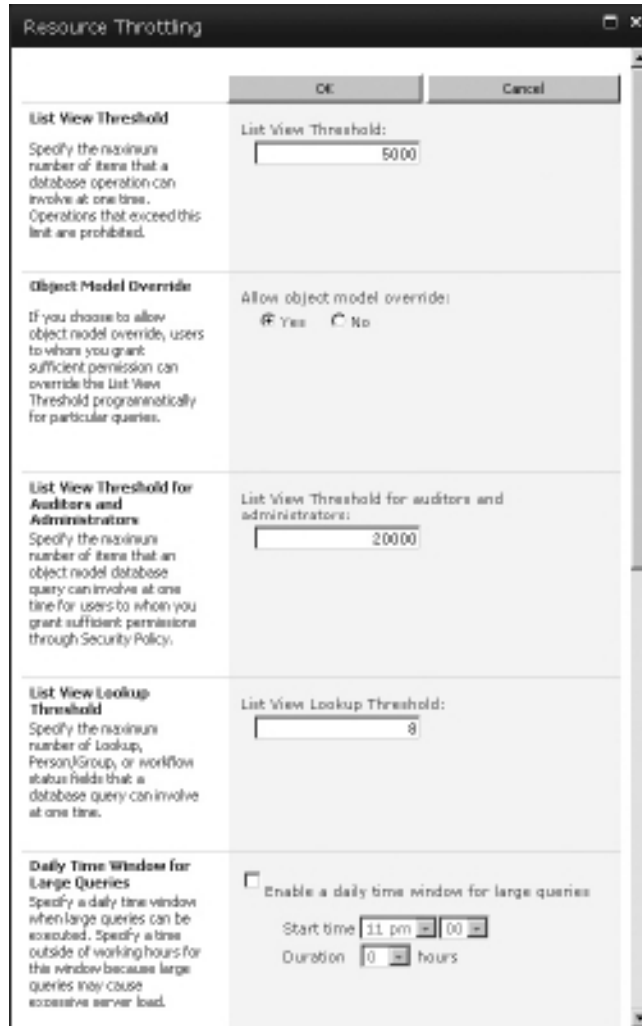 Resource Throttling
OK
Cancel
List View Threshold
Specify the maximum
number of items that a
database operation can
involve at one time.
Operations that exceed this
limit are prohibited.
List View Threshold:
5000
Object Model Override
If you choose to allow
object model override, users
to whom you grant
sufficient permission can
override the List View
Threshold programmatically
for particular queries.
Allow object model override:
Yes No
List View Threshold for
Auditors and
Administrators
Specify the maximum
number of items that an
object model database
query can involve at one
time for users to whom you
grant sufficient permissions
through Security Policy.
List View Threshold for auditors and
administrators:
20000
List View Lookup
Threshold
Specify the maximum
number of Lookup,
Person/Group, or workflow
status fields that a
database query can involve
at one time.
List View Lookup Threshold:
8
Daily Time Window for
Large Queries
Specify a daily time window
when large queries can be
executed. Specify a time
outside of working hours for
this window because large
queries may cause
excessive server load.
Enable a daily time window for large queries
Start time 11 pm 00
Duration 0 hours